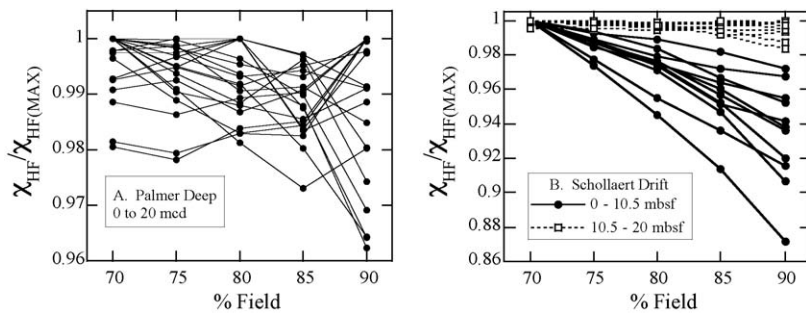 χHF/χHF(MAX)
1
0.99
0.98
0.97
0.96
A. Palmer Deep
0 to 20 mcd
70 75 80 85 90
% Field
χHF/χHF(MAX)
1
0.98
0.96
0.94
0.92
0.9
0.88
0.86
B. Schollaert Drift
0 - 10.5 mbsf
10.5 - 20 mbsf
70 75 80 85 90
% Field